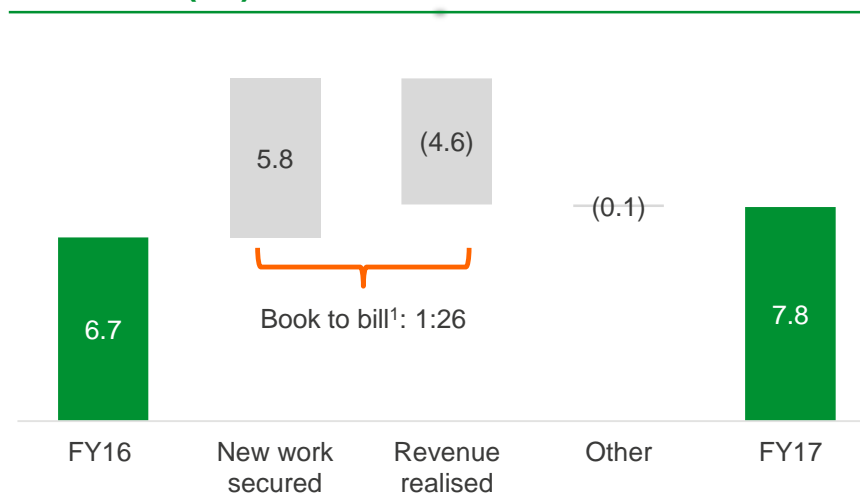 5.8
(4.6)
(0.1)
6.7
Book to bill¹: 1:26
7.8
FY16
New work
secured
Revenue
realised
Other
FY17